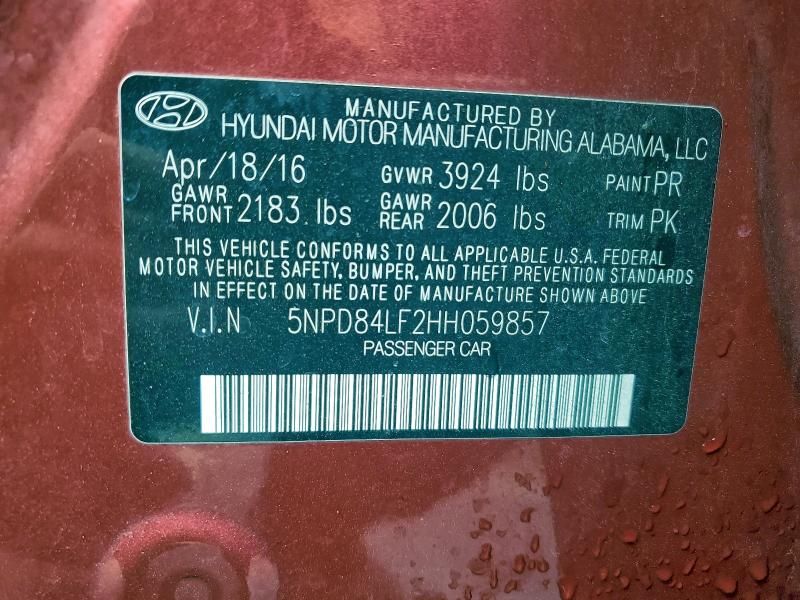 MANUFACTURED BY
HYUNDAI MOTOR MANUFACTURING ALABAMA, LLC
Apr/18/16 GVWR 3924 lbs PAINT PR
GAWR FRONT 2183 lbs GAWR REAR 2006 lbs TRIM PK
THIS VEHICLE CONFORMS TO ALL APPLICABLE U.S.A. FEDERAL
MOTOR VEHICLE SAFETY, BUMPER, AND THEFT PREVENTION STANDARDS
IN EFFECT ON THE DATE OF MANUFACTURE SHOWN ABOVE
V.I.N 5NPD84LF2HH059857
PASSENGER CAR